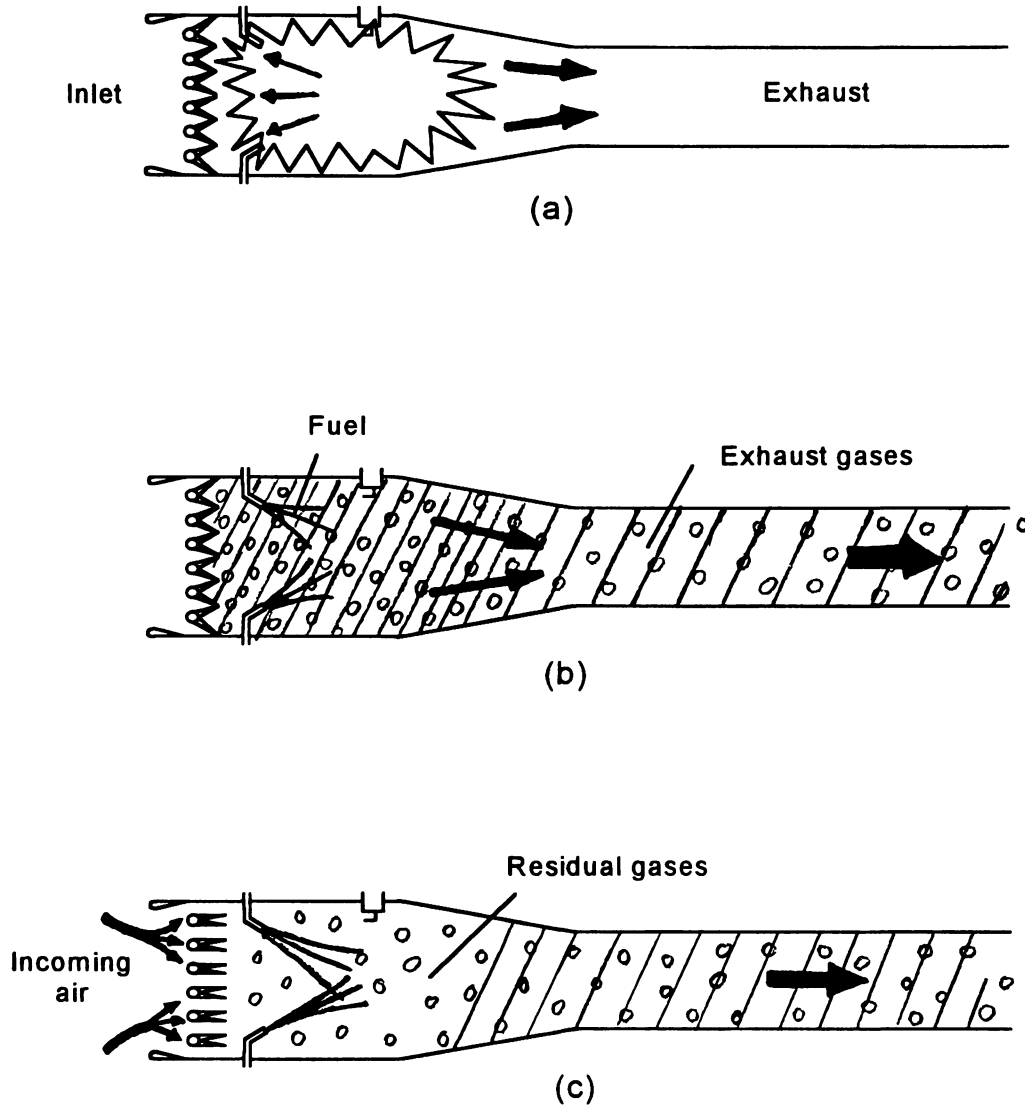 Inlet
Exhaust
(a)
Fuel
Exhaust gases
(b)
Residual gases
Incoming
air
(c)